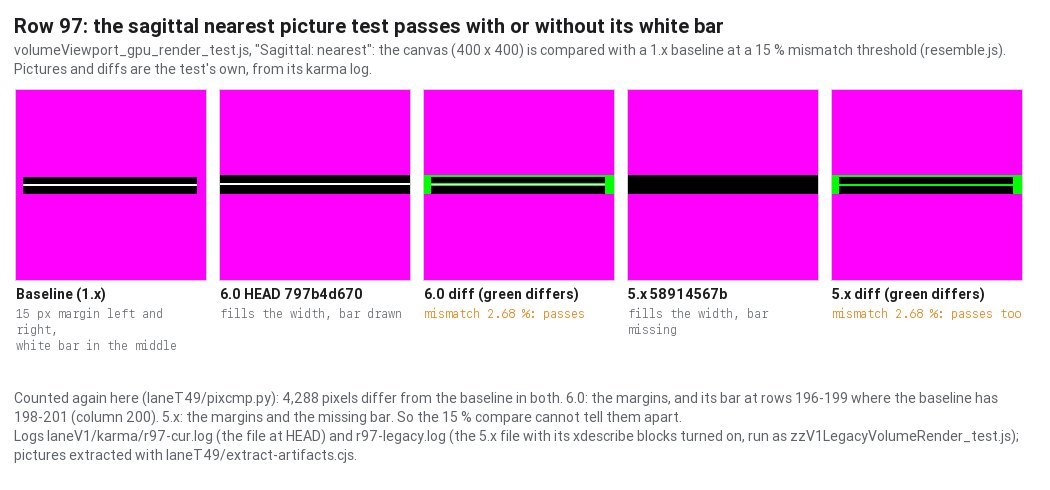 Row 97: the sagittal nearest picture test passes with or without its white bar
volumeViewport_gpu_render_test.js, "Sagittal: nearest": the canvas (400 x 400) is compared with a 1.x baseline at a 15 % mismatch threshold (resemble.js).
Pictures and diffs are the test's own, from its karma log.
Baseline (1.x)
15 px margin left and
right,
white bar in the middle
6.0 HEAD 797b4d670
fills the width, bar drawn
6.0 diff (green differs)
mismatch 2.68 %: passes
5.x 58914567b
fills the width, bar
missing
5.x diff (green differs)
mismatch 2.68 %: passes too
Counted again here (laneT49/pixcmp.py): 4,288 pixels differ from the baseline in both. 6.0: the margins, and its bar at rows 196-199 where the baseline has
198-201 (column 200). 5.x: the margins and the missing bar. So the 15 % compare cannot tell them apart.
Logs laneV1/karma/r97-cur.log (the file at HEAD) and r97-legacy.log (the 5.x file with its xdescribe blocks turned on, run as zzV1LegacyVolumeRender_test.js);
pictures extracted with laneT49/extract-artifacts.cjs.